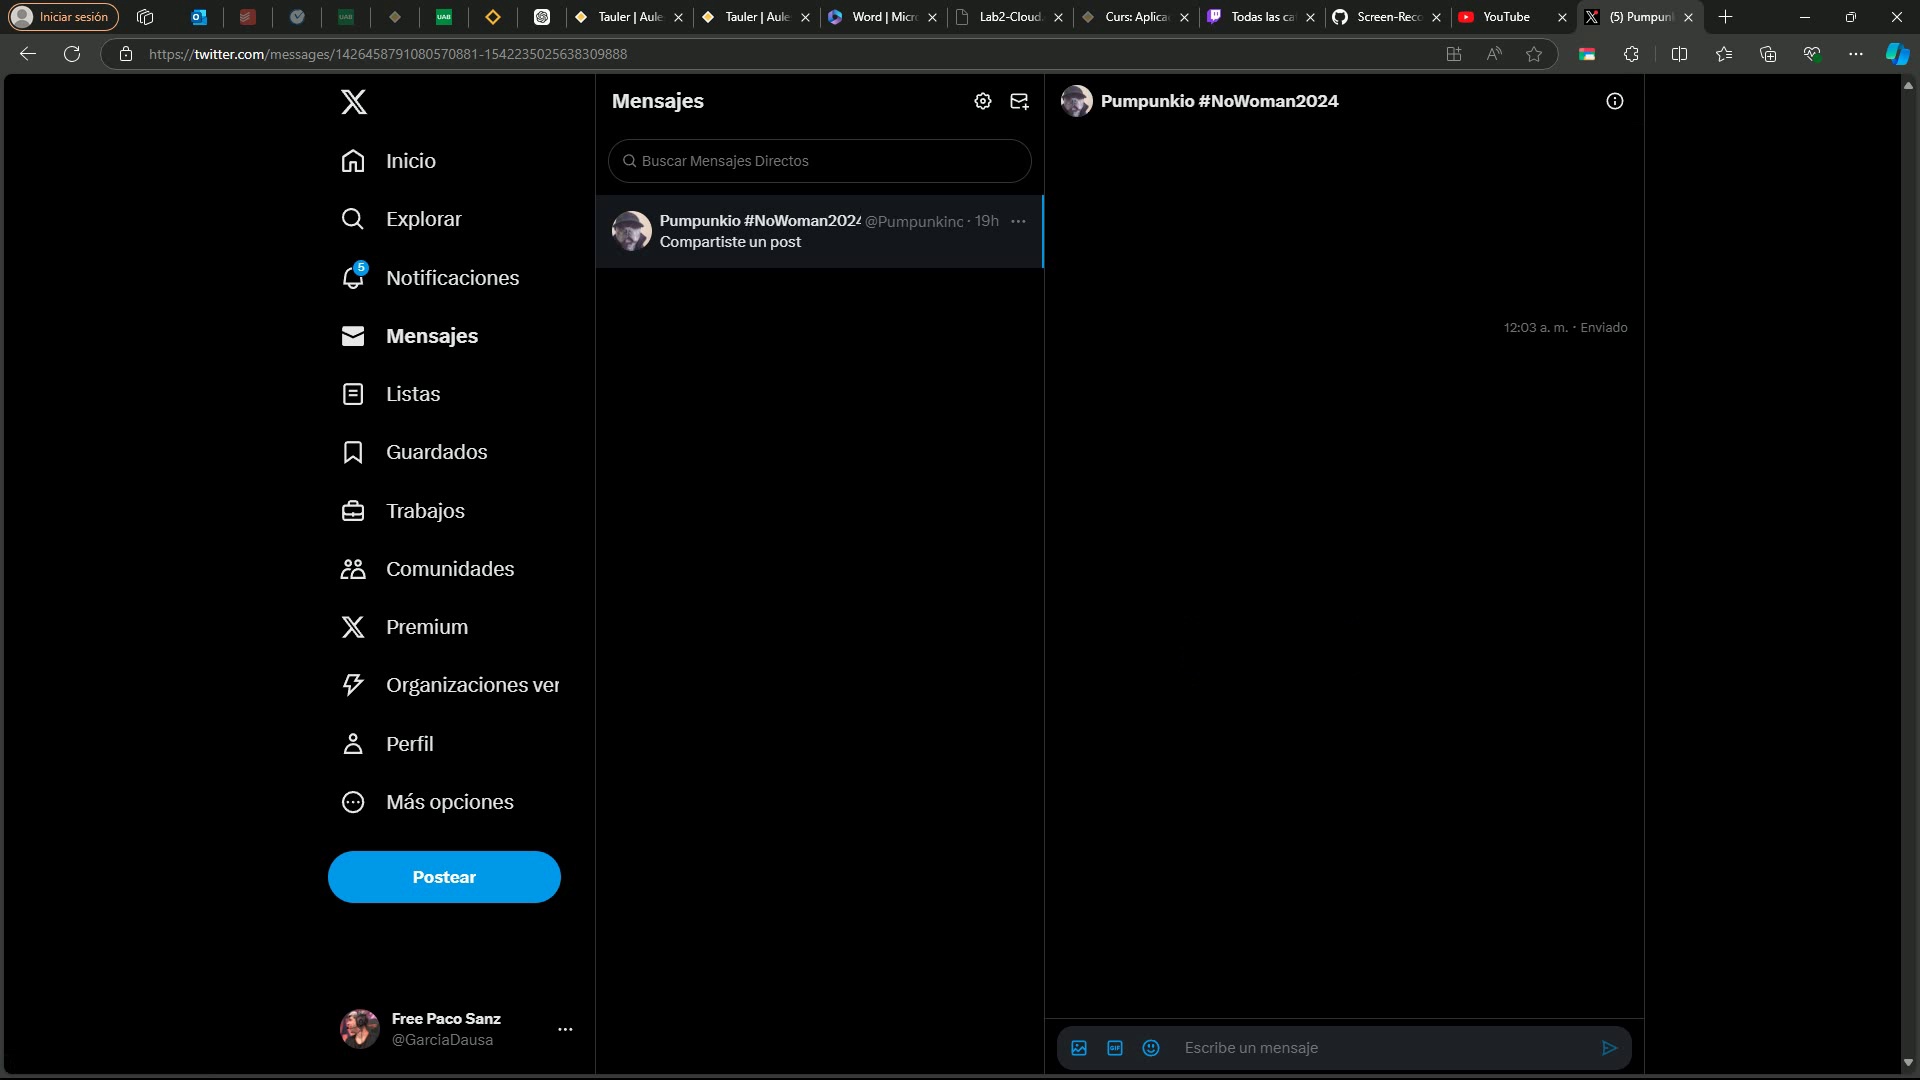 Iniciar sesión
Tauler | Aule
Tauler | Aule
Word | Micr
Lab2-Cloud.
Curs: Aplica
Todas las ca
Screen-Reco
YouTube
(5) Pumpun
https://twitter.com/messages/1426458791080570881-1542235025638309888
Inicio
Explorar
5
Notificaciones
Mensajes
Listas
Guardados
Trabajos
Comunidades
Premium
Organizaciones ver
Perfil
Más opciones
Postear
Free Paco Sanz
@GarciaDausa
Mensajes
Buscar Mensajes Directos
Pumpunkio #NoWoman2024 @Pumpunkinc · 19h
Compartiste un post
Pumpunkio #NoWoman2024
12:03 a. m. · Enviado
GIF
Escribe un mensaje